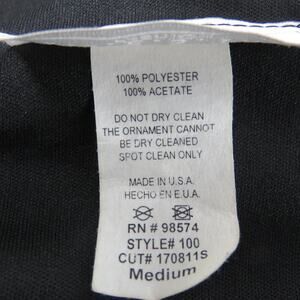 100% POLYESTER
100% ACETATE
DO NOT DRY CLEAN
THE ORNAMENT CANNOT
BE DRY CLEANED
SPOT CLEAN ONLY
MADE IN U.S.A.
HECHO EN E.U.A.
RN # 98574
STYLE# 100
CUT# 170811S
Medium